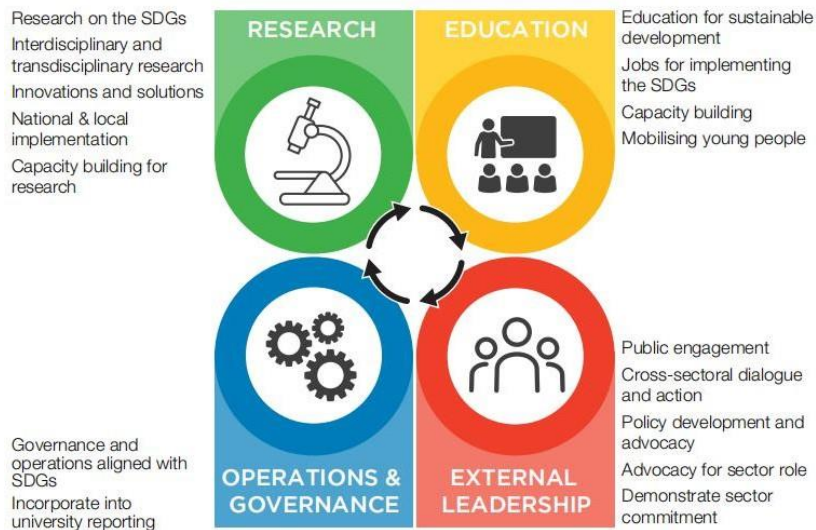 RESEARCH
Research on the SDGs
Interdisciplinary and
transdisciplinary research
Innovations and solutions
National & local
implementation
Capacity building for
research
EDUCATION
Education for sustainable
development
Jobs for implementing
the SDGs
Capacity building
Mobilising young people
OPERATIONS &
GOVERNANCE
Governance and
operations aligned with
SDGs
Incorporate into
university reporting
EXTERNAL
LEADERSHIP
Public engagement
Cross-sectoral dialogue
and action
Policy development and
advocacy
Advocacy for sector role
Demonstrate sector
commitment